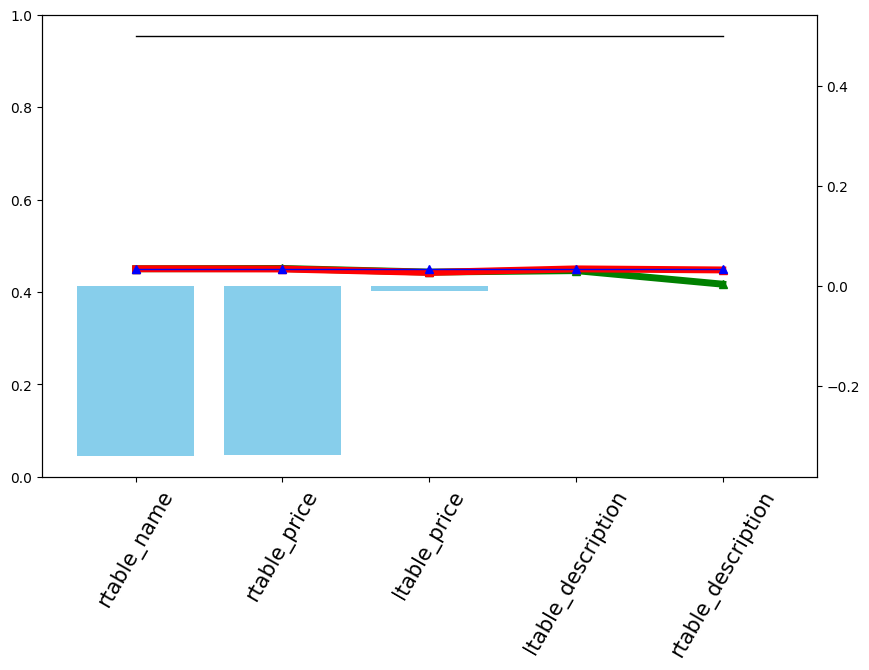 1.0
0.8
0.6
0.4
0.2
0.0
0.4
0.2
0.0
−0.2
rtable_name
rtable_price
ltable_price
ltable_description
rtable_description